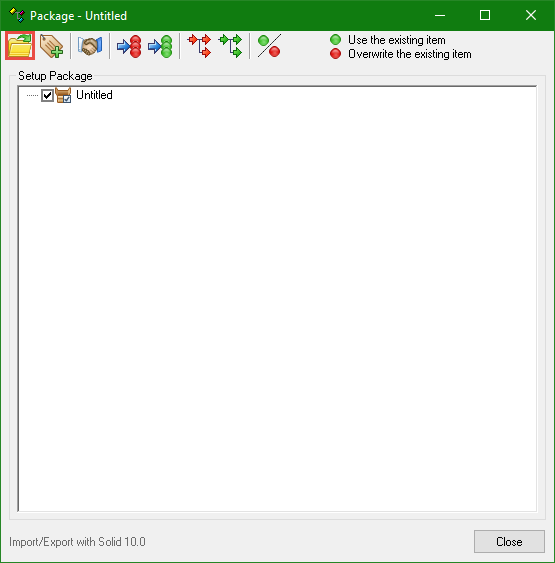 Package - Untitled
Use the existing item
Overwrite the existing item
Setup Package
Untitled
Import/Export with Solid 10.0
Close